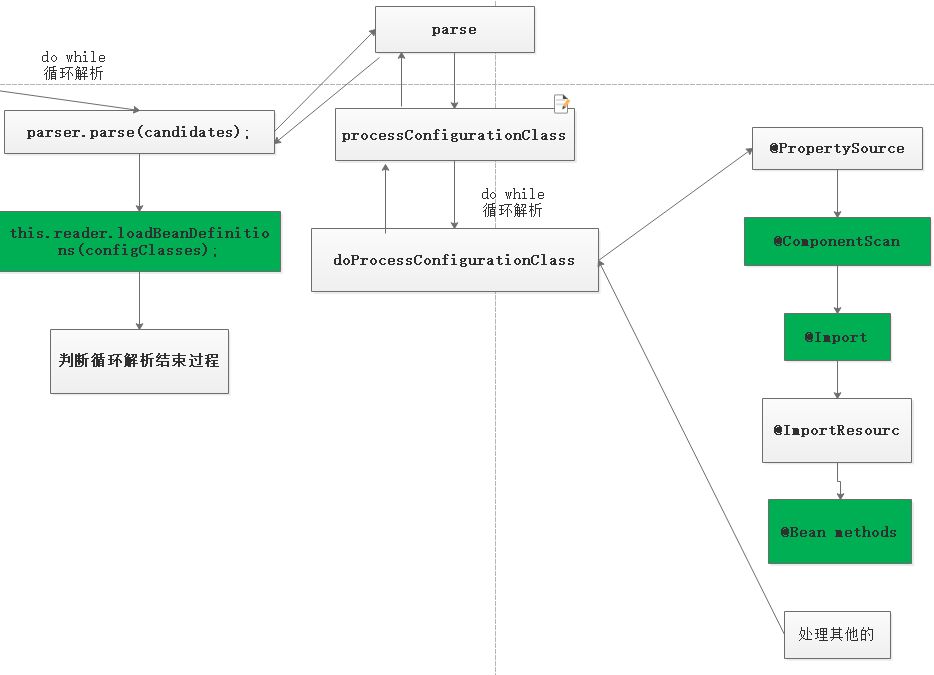 parse
do while
循环解析
parser.parse(candidates);
processConfigurationClass
@PropertySource
do while
循环解析
this.reader.loadBeanDefinitio
ns(configClasses);
@ComponentScan
doProcessConfigurationClass
@Import
判断循环解析结束过程
@ImportResourc
@Bean methods
处理其他的